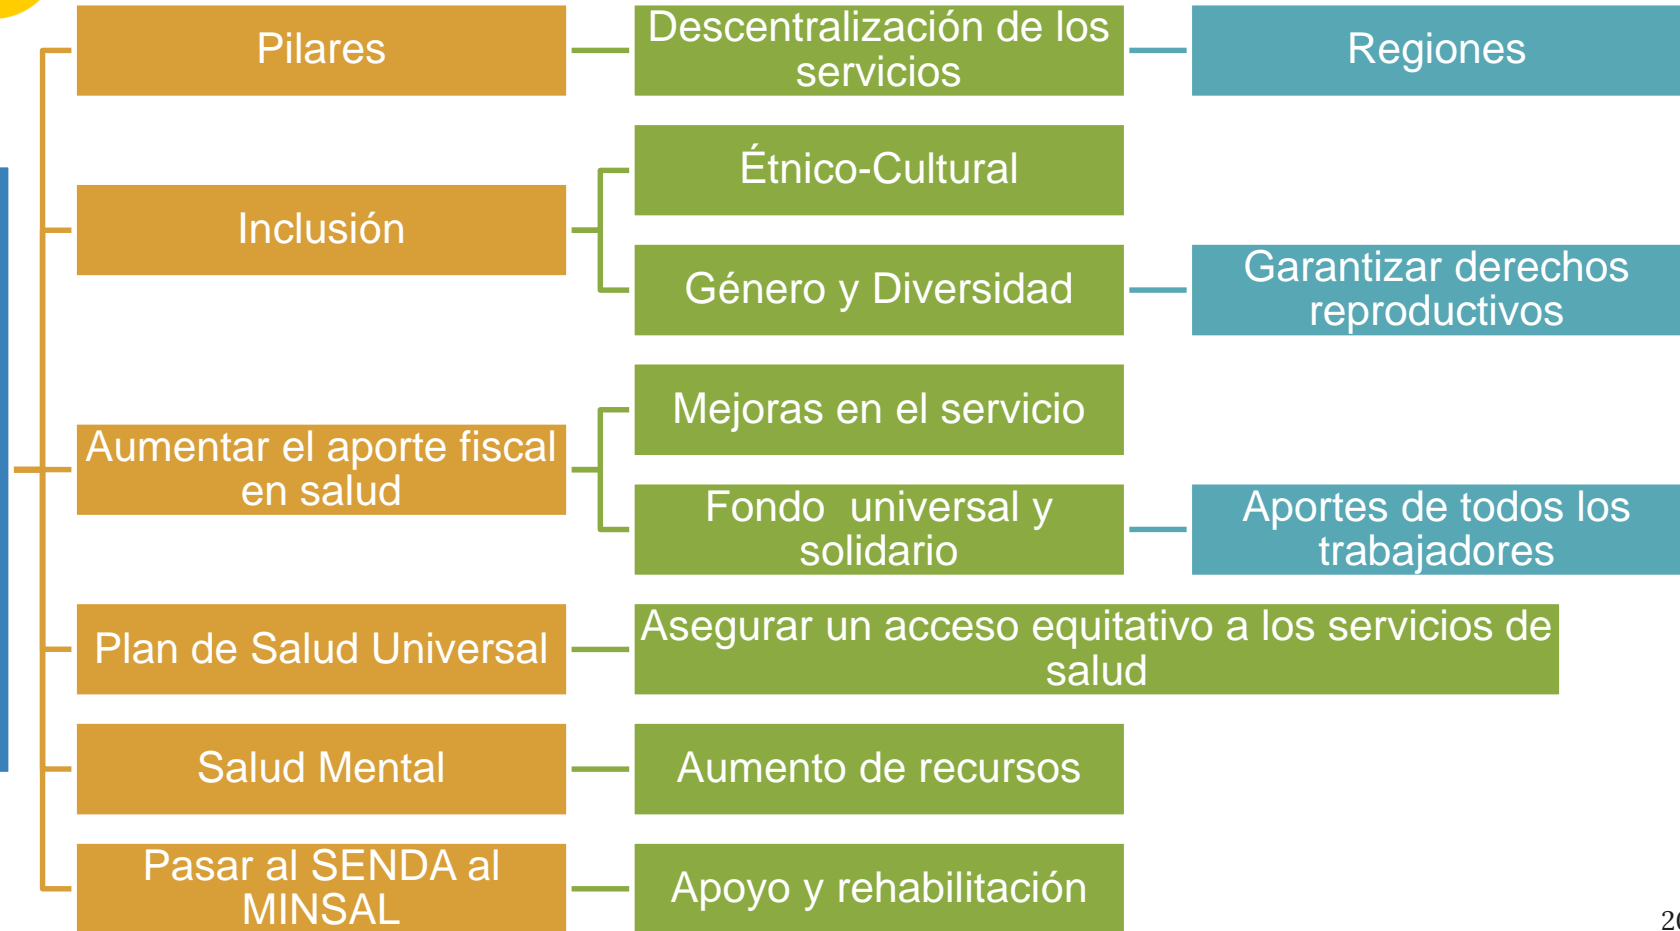 Pilares
Descentralización de los
servicios
Regiones
Inclusión
Étnico-Cultural
Género y Diversidad
Garantizar derechos
reproductivos
Aumentar el aporte fiscal
en salud
Mejoras en el servicio
Fondo  universal y
solidario
Aportes de todos los
trabajadores
Plan de Salud Universal
Asegurar un acceso equitativo a los servicios de
salud
Salud Mental
Aumento de recursos
Pasar al SENDA al
MINSAL
Apoyo y rehabilitación